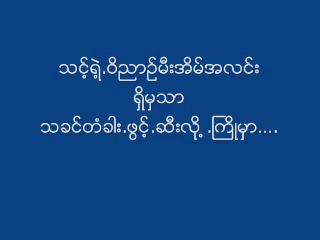 သင့်ရဲ့.ဝိညာဉ်မီးအိမ်အလင်း
ရှိမှသာ
သခင်တံခါး.ဖွင့်.ဆီးလို့ .ကြိုမှာ....